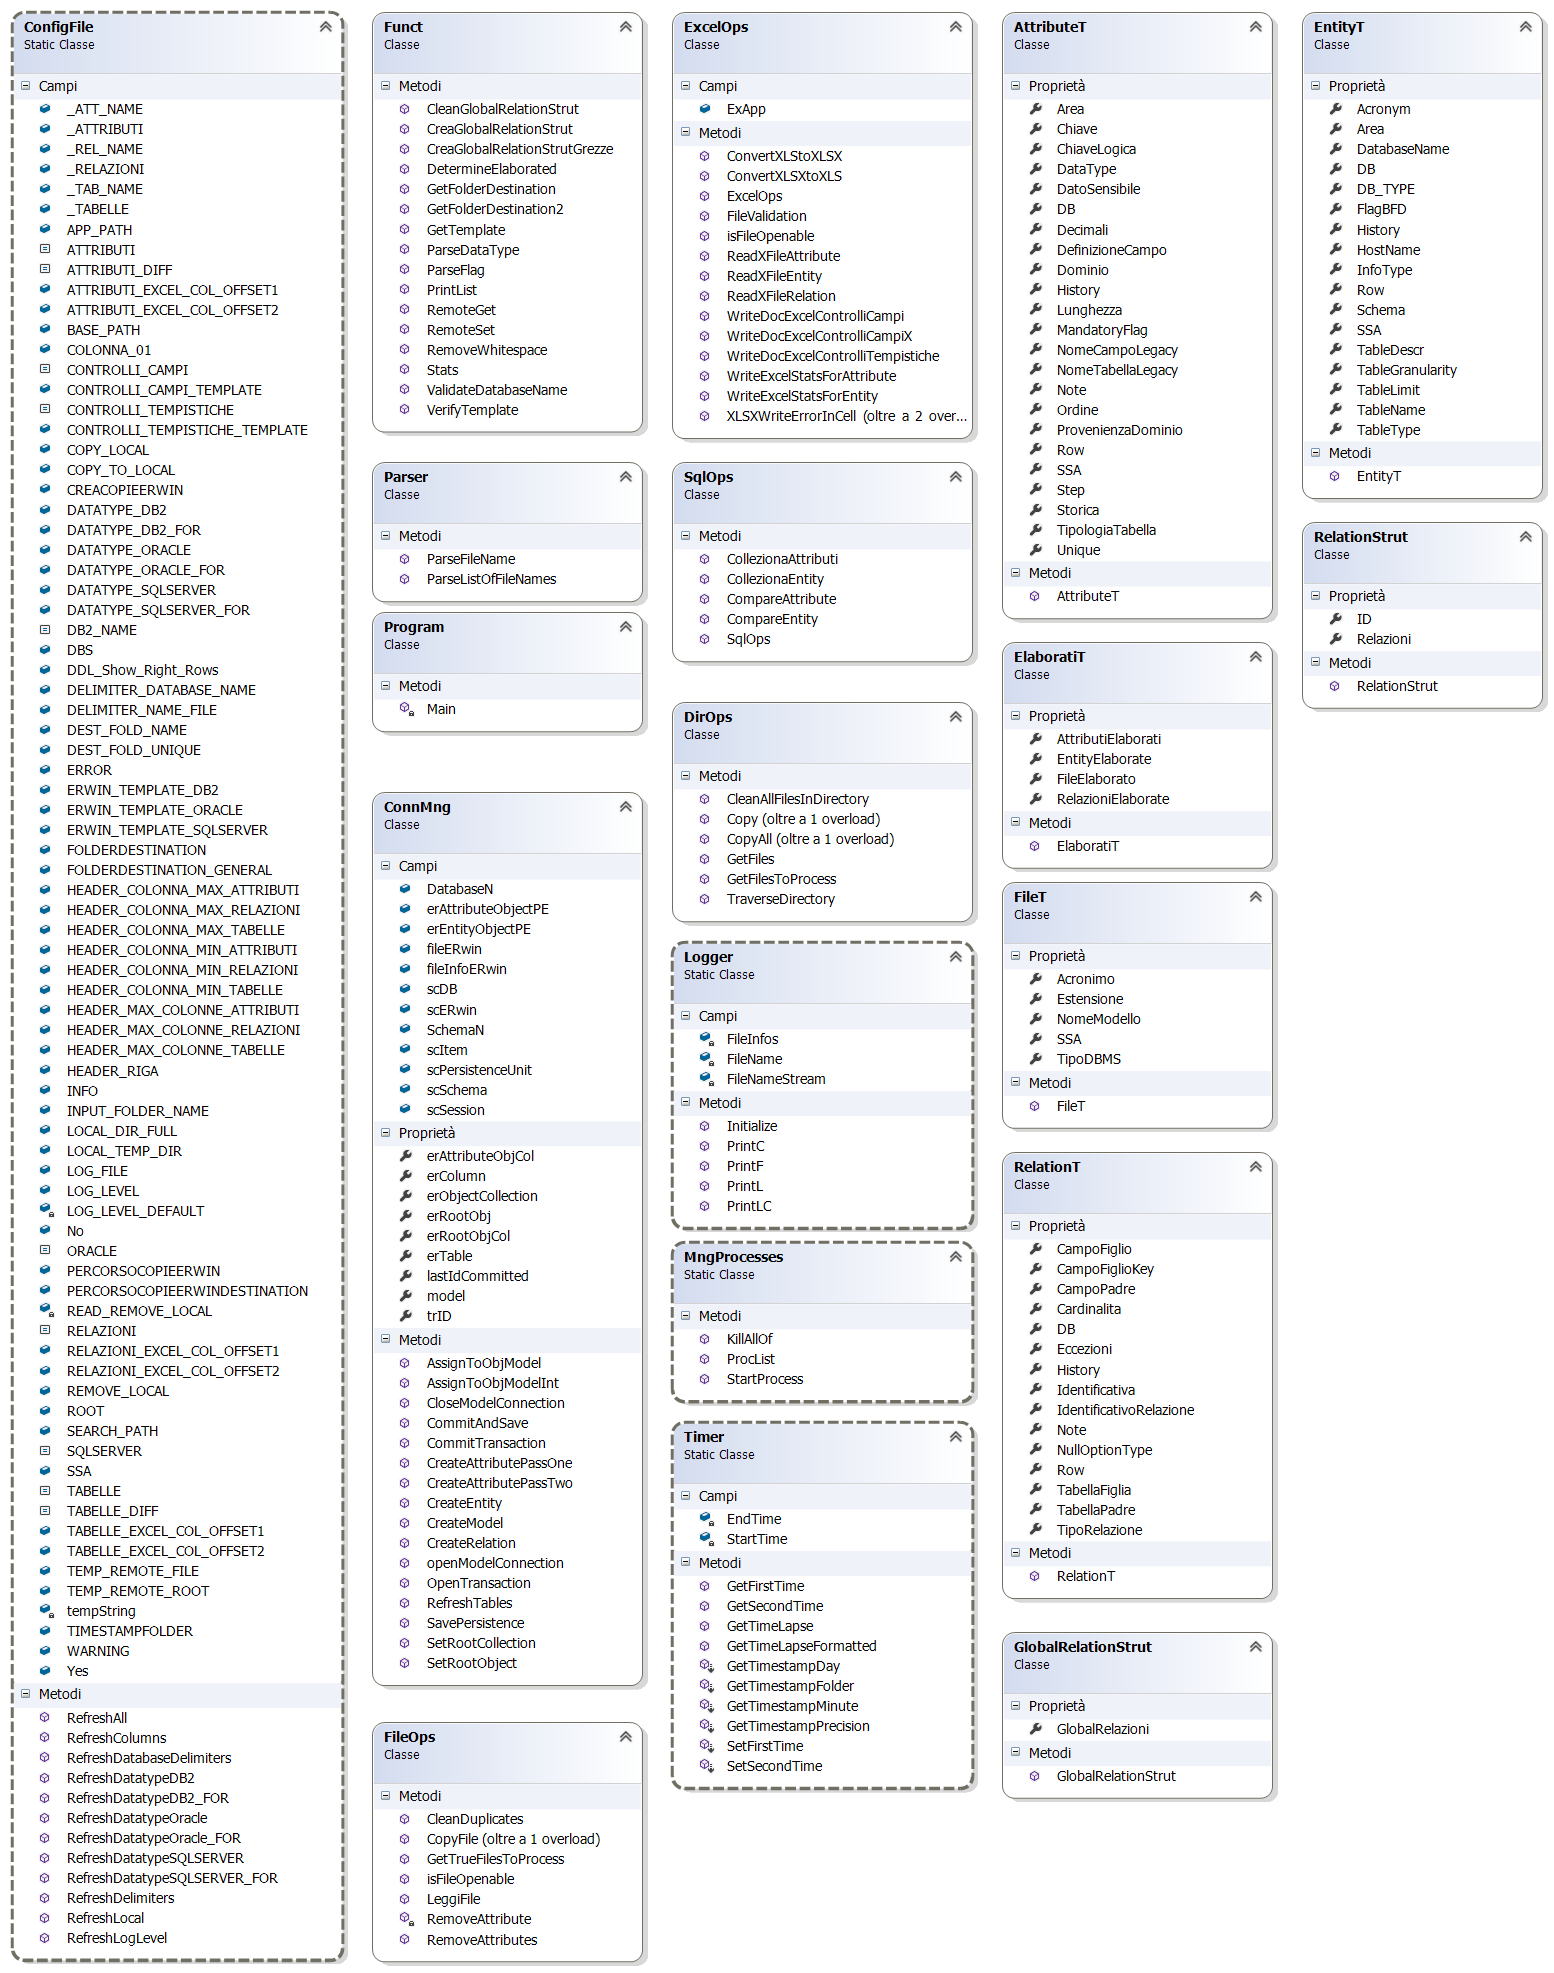 ConfigFile
Static Classe
Campi
_ATT_NAME
_ATTRIBUTI
_REL_NAME
_RELAZIONI
_TAB_NAME
_TABELLE
APP_PATH
ATTRIBUTI
ATTRIBUTI_DIFF
ATTRIBUTI_EXCEL_COL_OFFSET1
ATTRIBUTI_EXCEL_COL_OFFSET2
BASE_PATH
COLONNA_01
CONTROLLI_CAMPI
CONTROLLI_CAMPI_TEMPLATE
CONTROLLI_TEMPISTICHE
CONTROLLI_TEMPISTICHE_TEMPLATE
COPY_LOCAL
COPY_TO_LOCAL
CREACOPIEERWIN
DATATYPE_DB2
DATATYPE_DB2_FOR
DATATYPE_ORACLE
DATATYPE_ORACLE_FOR
DATATYPE_SQLSERVER
DATATYPE_SQLSERVER_FOR
DB2_NAME
DBS
DDL_Show_Right_Rows
DELIMITER_DATABASE_NAME
DELIMITER_NAME_FILE
DEST_FOLD_NAME
DEST_FOLD_UNIQUE
ERROR
ERWIN_TEMPLATE_DB2
ERWIN_TEMPLATE_ORACLE
ERWIN_TEMPLATE_SQLSERVER
FOLDERDESTINATION
FOLDERDESTINATION_GENERAL
HEADER_COLONNA_MAX_ATTRIBUTI
HEADER_COLONNA_MAX_RELAZIONI
HEADER_COLONNA_MAX_TABELLE
HEADER_COLONNA_MIN_ATTRIBUTI
HEADER_COLONNA_MIN_RELAZIONI
HEADER_COLONNA_MIN_TABELLE
HEADER_MAX_COLONNE_ATTRIBUTI
HEADER_MAX_COLONNE_RELAZIONI
HEADER_MAX_COLONNE_TABELLE
HEADER_RIGA
INFO
INPUT_FOLDER_NAME
LOCAL_DIR_FULL
LOCAL_TEMP_DIR
LOG_FILE
LOG_LEVEL
LOG_LEVEL_DEFAULT
No
ORACLE
PERCORSOCOPIEERWIN
PERCORSOCOPIEERWINDESTINATION
READ_REMOVE_LOCAL
RELAZIONI
RELAZIONI_EXCEL_COL_OFFSET1
RELAZIONI_EXCEL_COL_OFFSET2
REMOVE_LOCAL
ROOT
SEARCH_PATH
SQLSERVER
SSA
TABELLE
TABELLE_DIFF
TABELLE_EXCEL_COL_OFFSET1
TABELLE_EXCEL_COL_OFFSET2
TEMP_REMOTE_FILE
TEMP_REMOTE_ROOT
tempString
TIMESTAMPFOLDER
WARNING
Yes
Metodi
RefreshAll
RefreshColumns
RefreshDatabaseDelimiters
RefreshDatatypeDB2
RefreshDatatypeDB2_FOR
RefreshDatatypeOracle
RefreshDatatypeOracle_FOR
RefreshDatatypeSQLSERVER
RefreshDatatypeSQLSERVER_FOR
RefreshDelimiters
RefreshLocal
RefreshLogLevel
Funct
Classe
Metodi
CleanGlobalRelationStrut
CreaGlobalRelationStrut
CreaGlobalRelationStrutGrezze
DetermineElaborated
GetFolderDestination
GetFolderDestination2
GetTemplate
ParseDataType
ParseFlag
PrintList
RemoteGet
RemoteSet
RemoveWhitespace
Stats
ValidateDatabaseName
VerifyTemplate
Parser
Classe
Metodi
ParseFileName
ParseListOfFileNames
Program
Classe
Metodi
Main
ConnMng
Classe
Campi
DatabaseN
erAttributeObjectPE
erEntityObjectPE
fileERwin
fileInfoERwin
scDB
scERwin
SchemaN
scItem
scPersistenceUnit
scSchema
scSession
Proprietà
erAttributeObjCol
erColumn
erObjectCollection
erRootObj
erRootObjCol
erTable
lastIdCommitted
model
trID
Metodi
AssignToObjModel
AssignToObjModelInt
CloseModelConnection
CommitAndSave
CommitTransaction
CreateAttributePassOne
CreateAttributePassTwo
CreateEntity
CreateModel
CreateRelation
openModelConnection
OpenTransaction
RefreshTables
SavePersistence
SetRootCollection
SetRootObject
FileOps
Classe
Metodi
CleanDuplicates
CopyFile (oltre a 1 overload)
GetTrueFilesToProcess
isFileOpenable
LeggiFile
RemoveAttribute
RemoveAttributes
ExcelOps
Classe
Campi
ExApp
Metodi
ConvertXLStoXLSX
ConvertXLSXtoXLS
ExcelOps
FileValidation
isFileOpenable
ReadXFileAttribute
ReadXFileEntity
ReadXFileRelation
WriteDocExcelControlliCampi
WriteDocExcelControlliCampiX
WriteDocExcelControlliTempistiche
WriteExcelStatsForAttribute
WriteExcelStatsForEntity
XLSXWriteErrorInCell (oltre a 2 over...
SqlOps
Classe
Metodi
CollezionaAttributi
CollezionaEntity
CompareAttribute
CompareEntity
SqlOps
DirOps
Classe
Metodi
CleanAllFilesInDirectory
Copy (oltre a 1 overload)
CopyAll (oltre a 1 overload)
GetFiles
GetFilesToProcess
TraverseDirectory
Logger
Static Classe
Campi
FileInfos
FileName
FileNameStream
Metodi
Initialize
PrintC
PrintF
PrintL
PrintLC
MngProcesses
Static Classe
Metodi
KillAllOf
ProcList
StartProcess
Timer
Static Classe
Campi
EndTime
StartTime
Metodi
GetFirstTime
GetSecondTime
GetTimeLapse
GetTimeLapseFormatted
GetTimestampDay
GetTimestampFolder
GetTimestampMinute
GetTimestampPrecision
SetFirstTime
SetSecondTime
AttributeT
Classe
Proprietà
Area
Chiave
ChiaveLogica
DataType
DatoSensibile
DB
Decimali
DefinizioneCampo
Dominio
History
Lunghezza
MandatoryFlag
NomeCampoLegacy
NomeTabellaLegacy
Note
Ordine
ProvenienzaDominio
Row
SSA
Step
Storica
TipologiaTabella
Unique
Metodi
AttributeT
ElaboratiT
Classe
Proprietà
AttributiElaborati
EntityElaborate
FileElaborato
RelazioniElaborate
Metodi
ElaboratiT
FileT
Classe
Proprietà
Acronimo
Estensione
NomeModello
SSA
TipoDBMS
Metodi
FileT
RelationT
Classe
Proprietà
CampoFiglio
CampoFiglioKey
CampoPadre
Cardinalita
DB
Eccezioni
History
Identificativa
IdentificativoRelazione
Note
NullOptionType
Row
TabellaFiglia
TabellaPadre
TipoRelazione
Metodi
RelationT
GlobalRelationStrut
Classe
Proprietà
GlobalRelazioni
Metodi
GlobalRelationStrut
EntityT
Classe
Proprietà
Acronym
Area
DatabaseName
DB
DB_TYPE
FlagBFD
History
HostName
InfoType
Row
Schema
SSA
TableDescr
TableGranularity
TableLimit
TableName
TableType
Metodi
EntityT
RelationStrut
Classe
Proprietà
ID
Relazioni
Metodi
RelationStrut